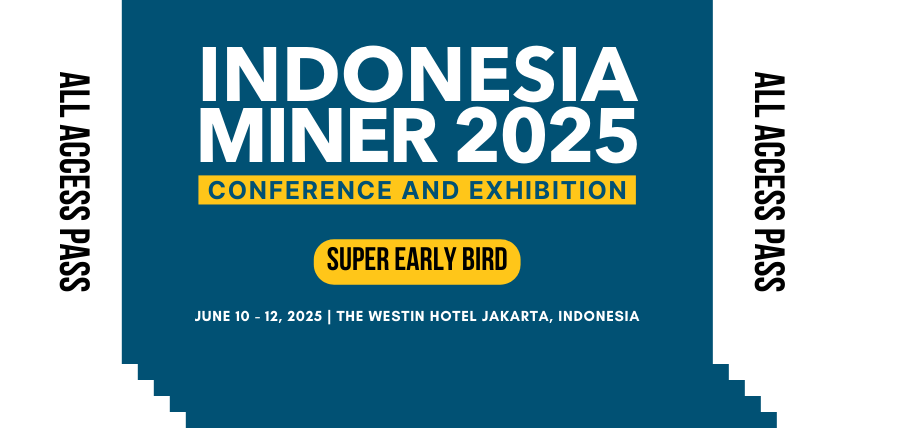 ALL ACCESS PASS
INDONESIA
MINER 2025
CONFERENCE AND EXHIBITION
SUPER EARLY BIRD
JUNE 10 - 12, 2025 | THE WESTIN HOTEL JAKARTA, INDONESIA
ALL ACCESS PASS